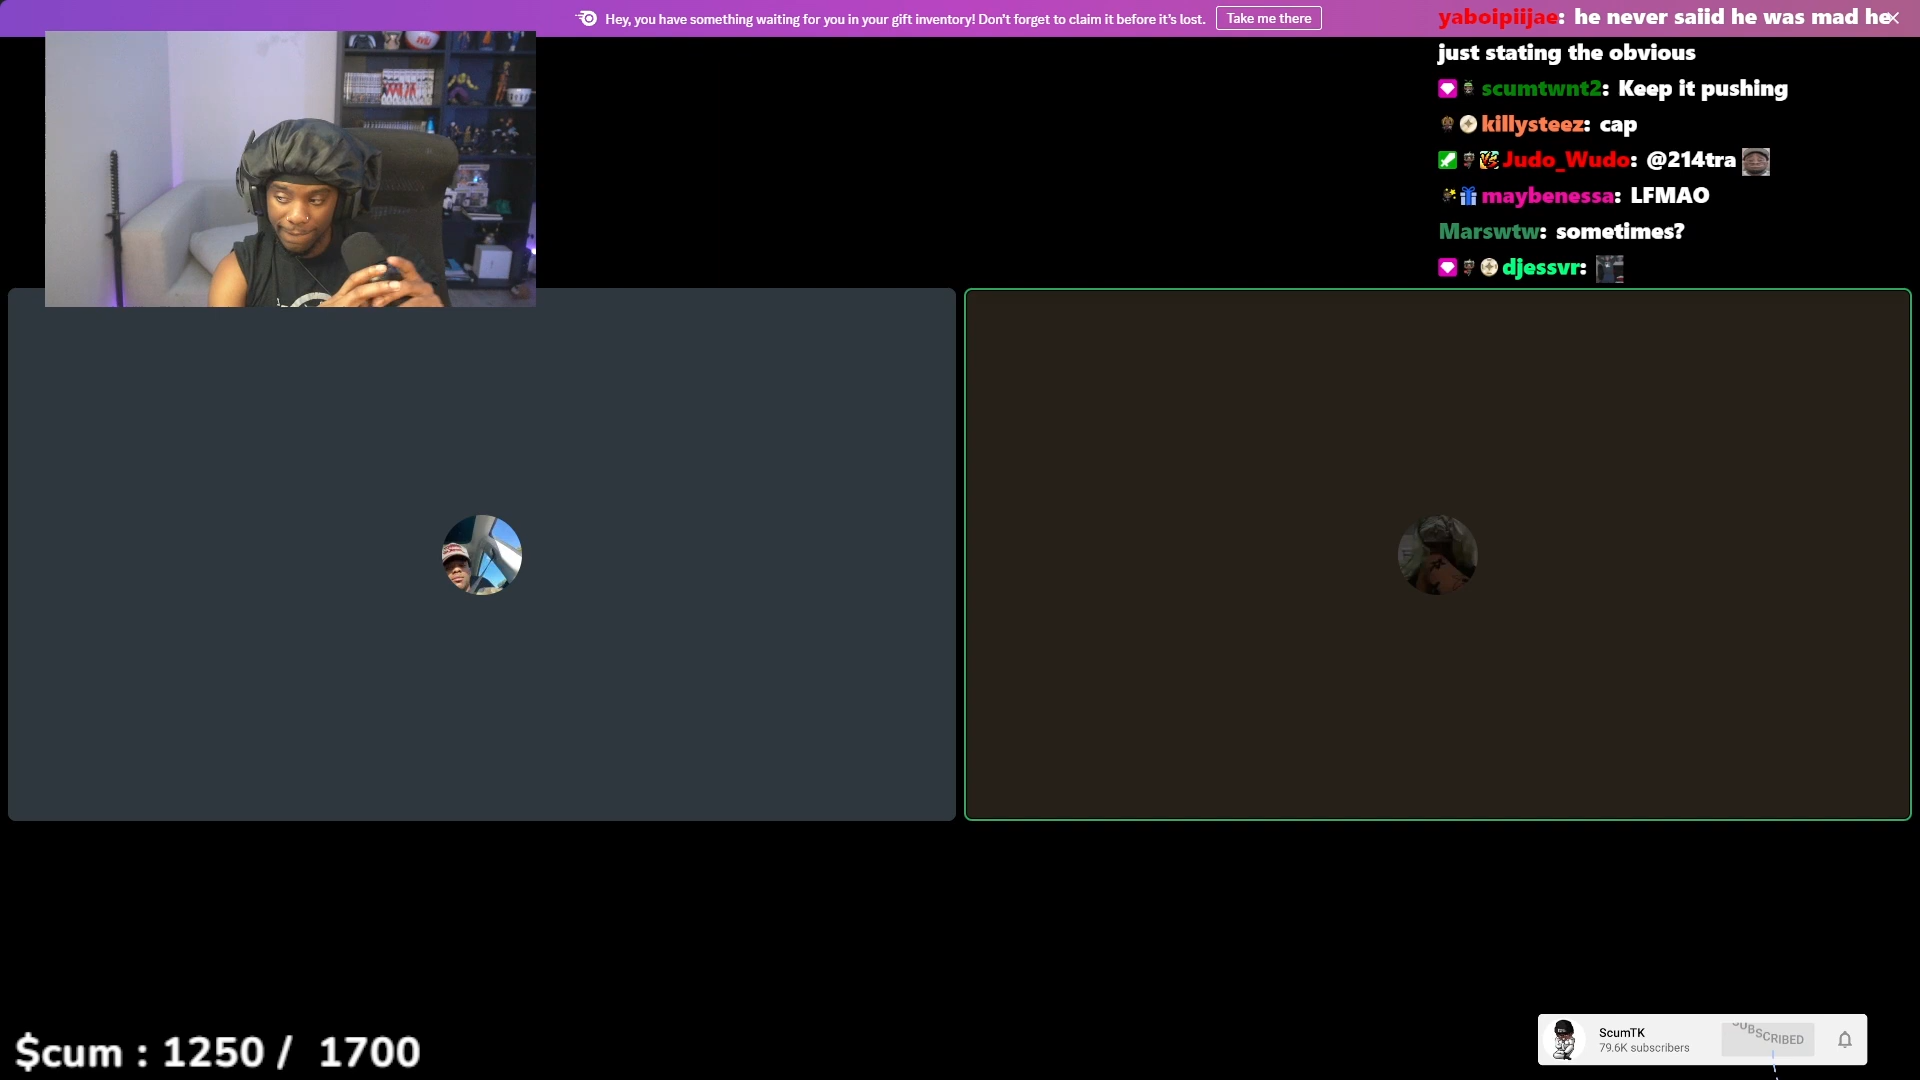 Hey, you have something waiting for you in your gift inventory! Don't forget to claim it before it's lost. Take me there
yaboipiijae: he never saiid he was mad he
just stating the obvious
scumtwnt2: Keep it pushing
killysteez: cap
Judo_Wudo: @214tra
maybenessa: LFMAO
Marswtw: sometimes?
djessvr:
$cum : 1250 / 1700
ScumTK
79.6K subscribers
SUBSCRIBED